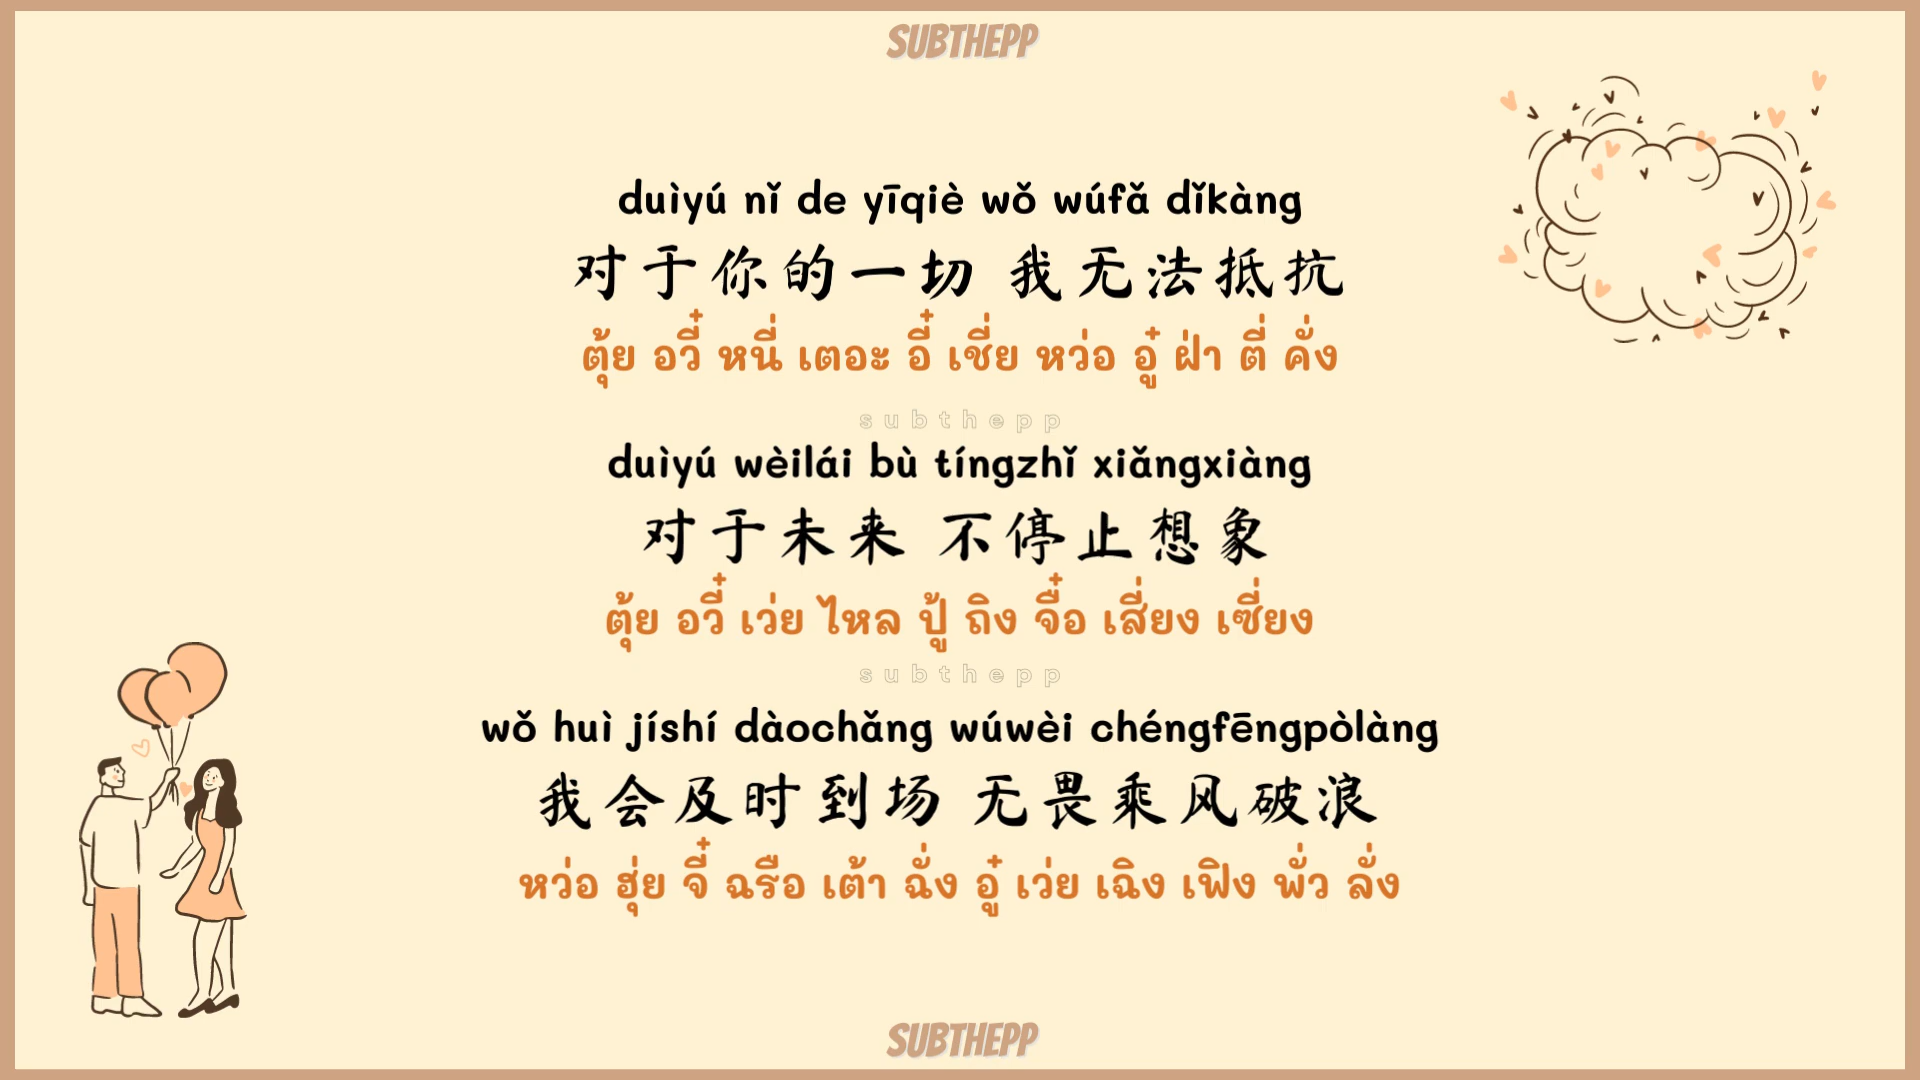 SUBTHEPP
duìyú nǐ de yīqiè wǒ wúfǎ dǐkàng
对于你的一切 我无法抵抗
ตุ้ย อวี๋ หนี่ เตอะ อี๋ เชี่ย หว่อ อู๋ ฝ่า ตี่ คั่ง
subthepp
duìyú wèilái bù tíngzhǐ xiǎngxiàng
对于未来 不停止想象
ตุ้ย อวี๋ เว่ย ไหล ปู้ ถิง จื๋อ เสี่ยง เซี่ยง
subthepp
wǒ huì jíshí dàochǎng wúwèi chéngfēngpòlàng
我会及时到场 无畏乘风破浪
หว่อ ฮุ่ย จี๋ ฉรือ เต้า ฉั่ง อู๋ เว่ย เฉิง เฟิง พั่ว ลั่ง
SUBTHEPP